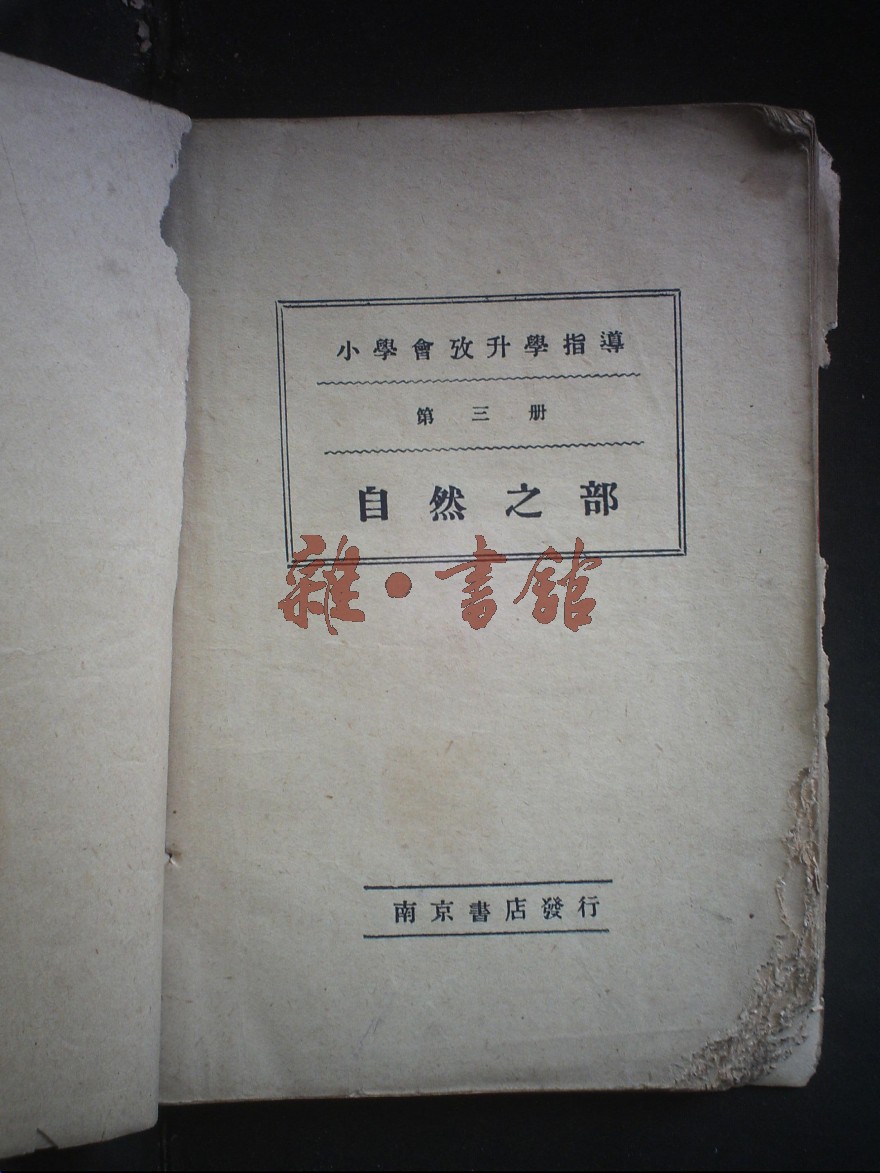 小學會攷升學指導
第三册
自然之部
雜·書館
南京書店發行